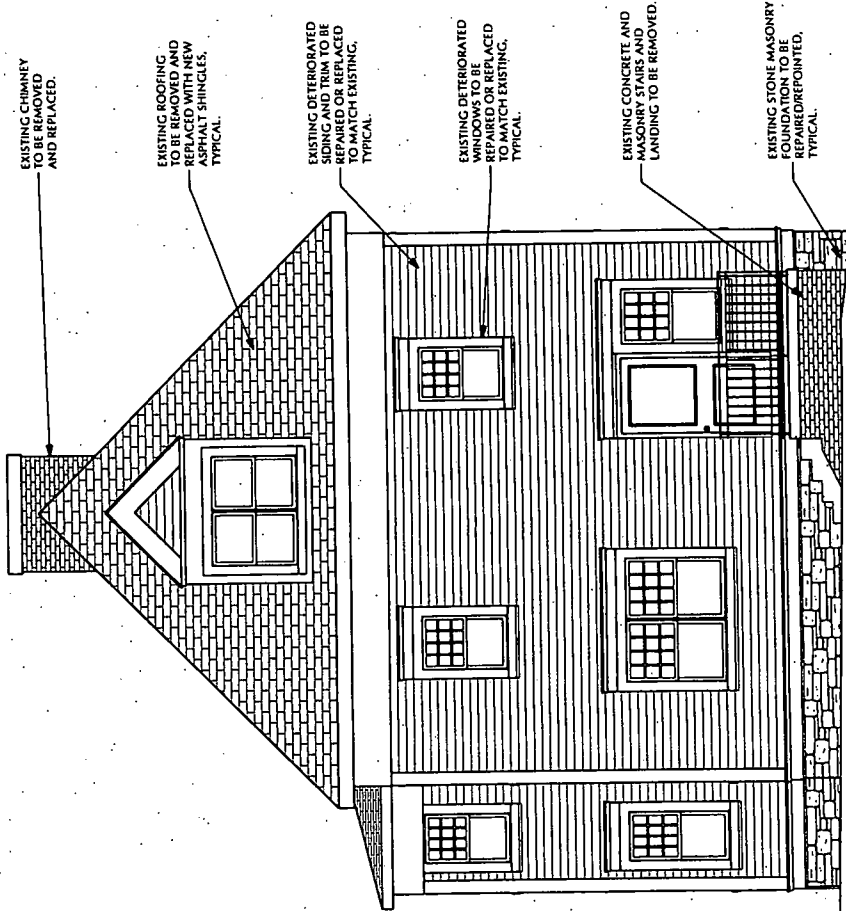 EXISTING CHIMNEY
TO BE REMOVED
AND REPLACED.
EXISTING ROOFING
TO BE REMOVED AND
REPLACED WITH NEW
ASPHALT SHINGLES,
TYPICAL.
EXISTING DETERIORATED
SIDING AND TRIM TO BE
REPAIRED OR REPLACED
TO MATCH EXISTING,
TYPICAL.
EXISTING DETERIORATED
WINDOWS TO BE
REPAIRED OR REPLACED
TO MATCH EXISTING,
TYPICAL.
EXISTING CONCRETE AND
MASONRY STAIRS AND
LANDING TO BE REMOVED.
EXISTING STONE MASONRY
FOUNDATION TO BE
REPAIRED/REPOINTED,
TYPICAL.